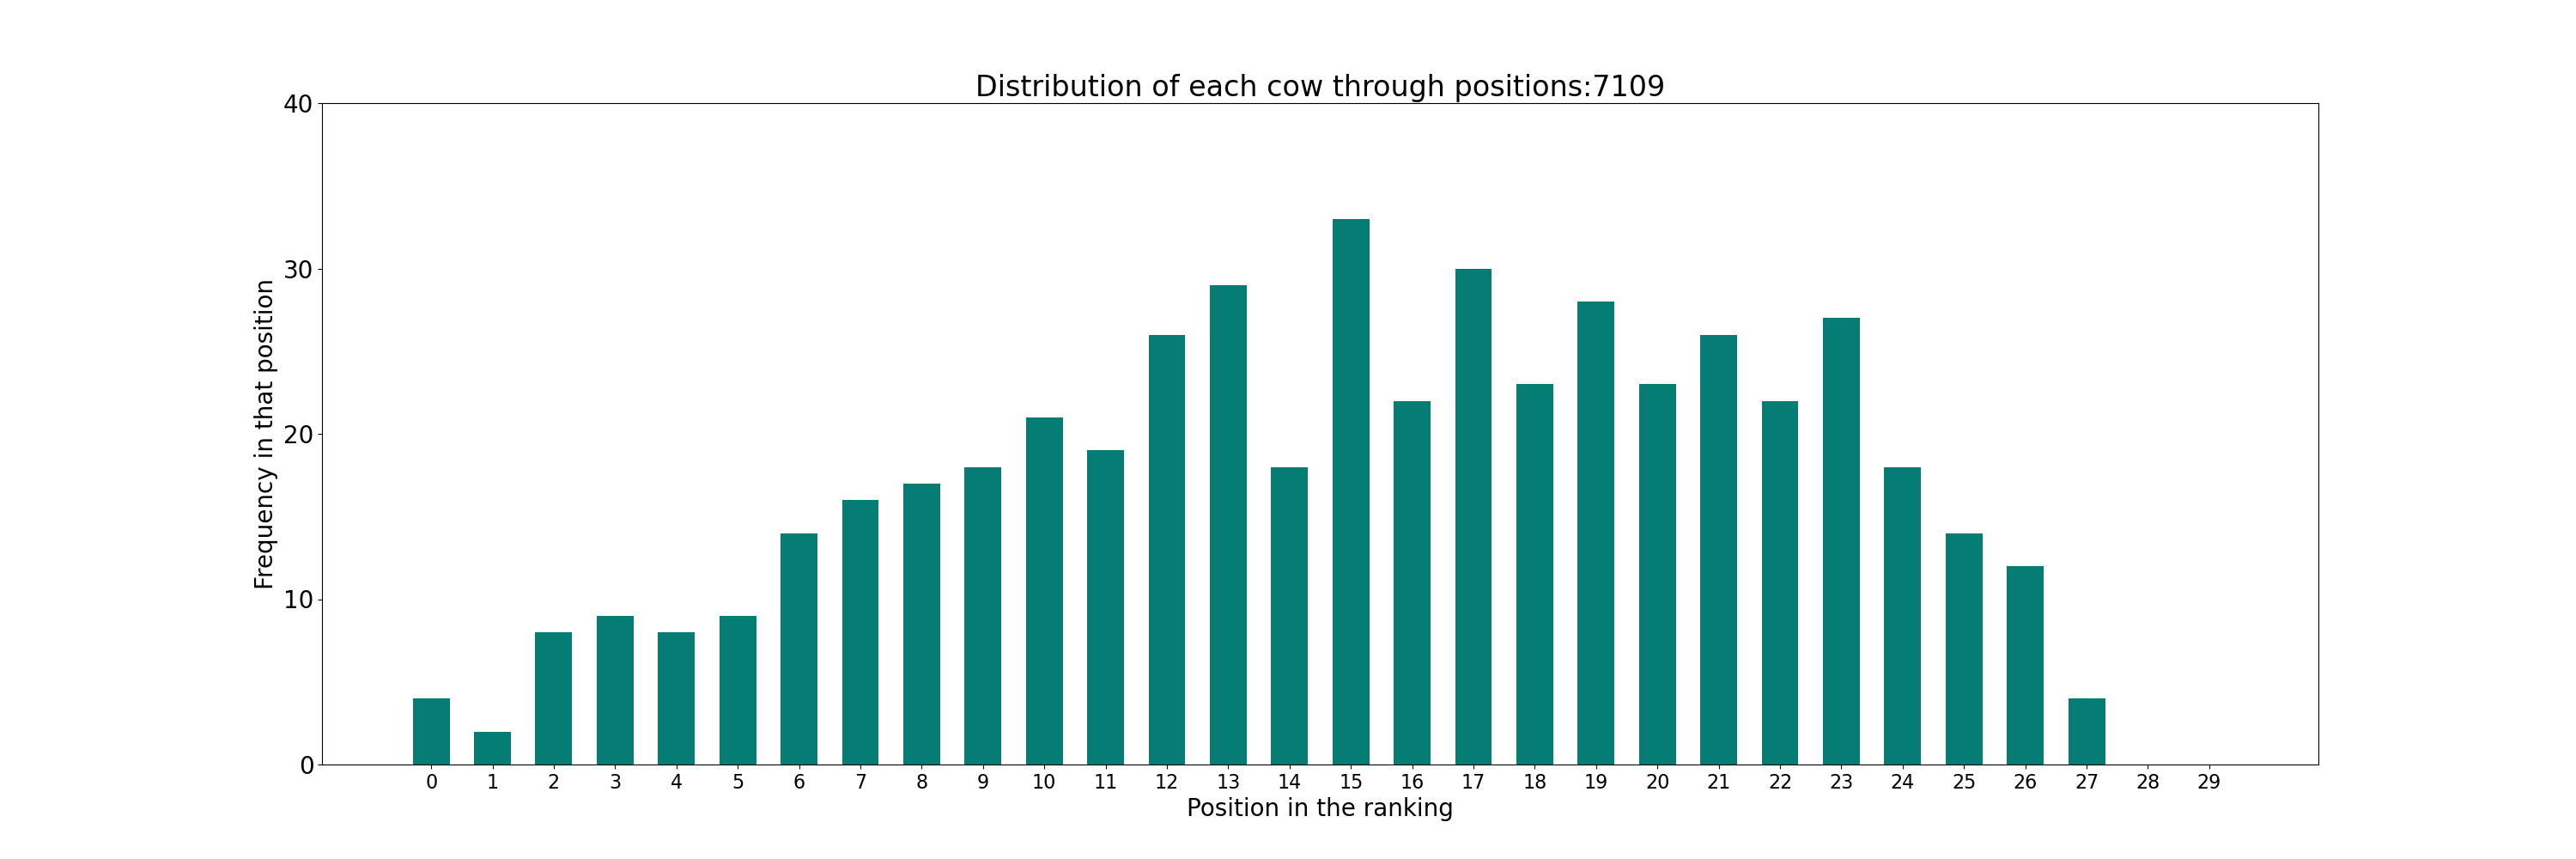 Distribution of each cow through positions:7109
40
30
20
10
0
Frequency in that position
0 1 2 3 4 5 6 7 8 9 10 11 12 13 14 15 16 17 18 19 20 21 22 23 24 25 26 27 28 29
Position in the ranking